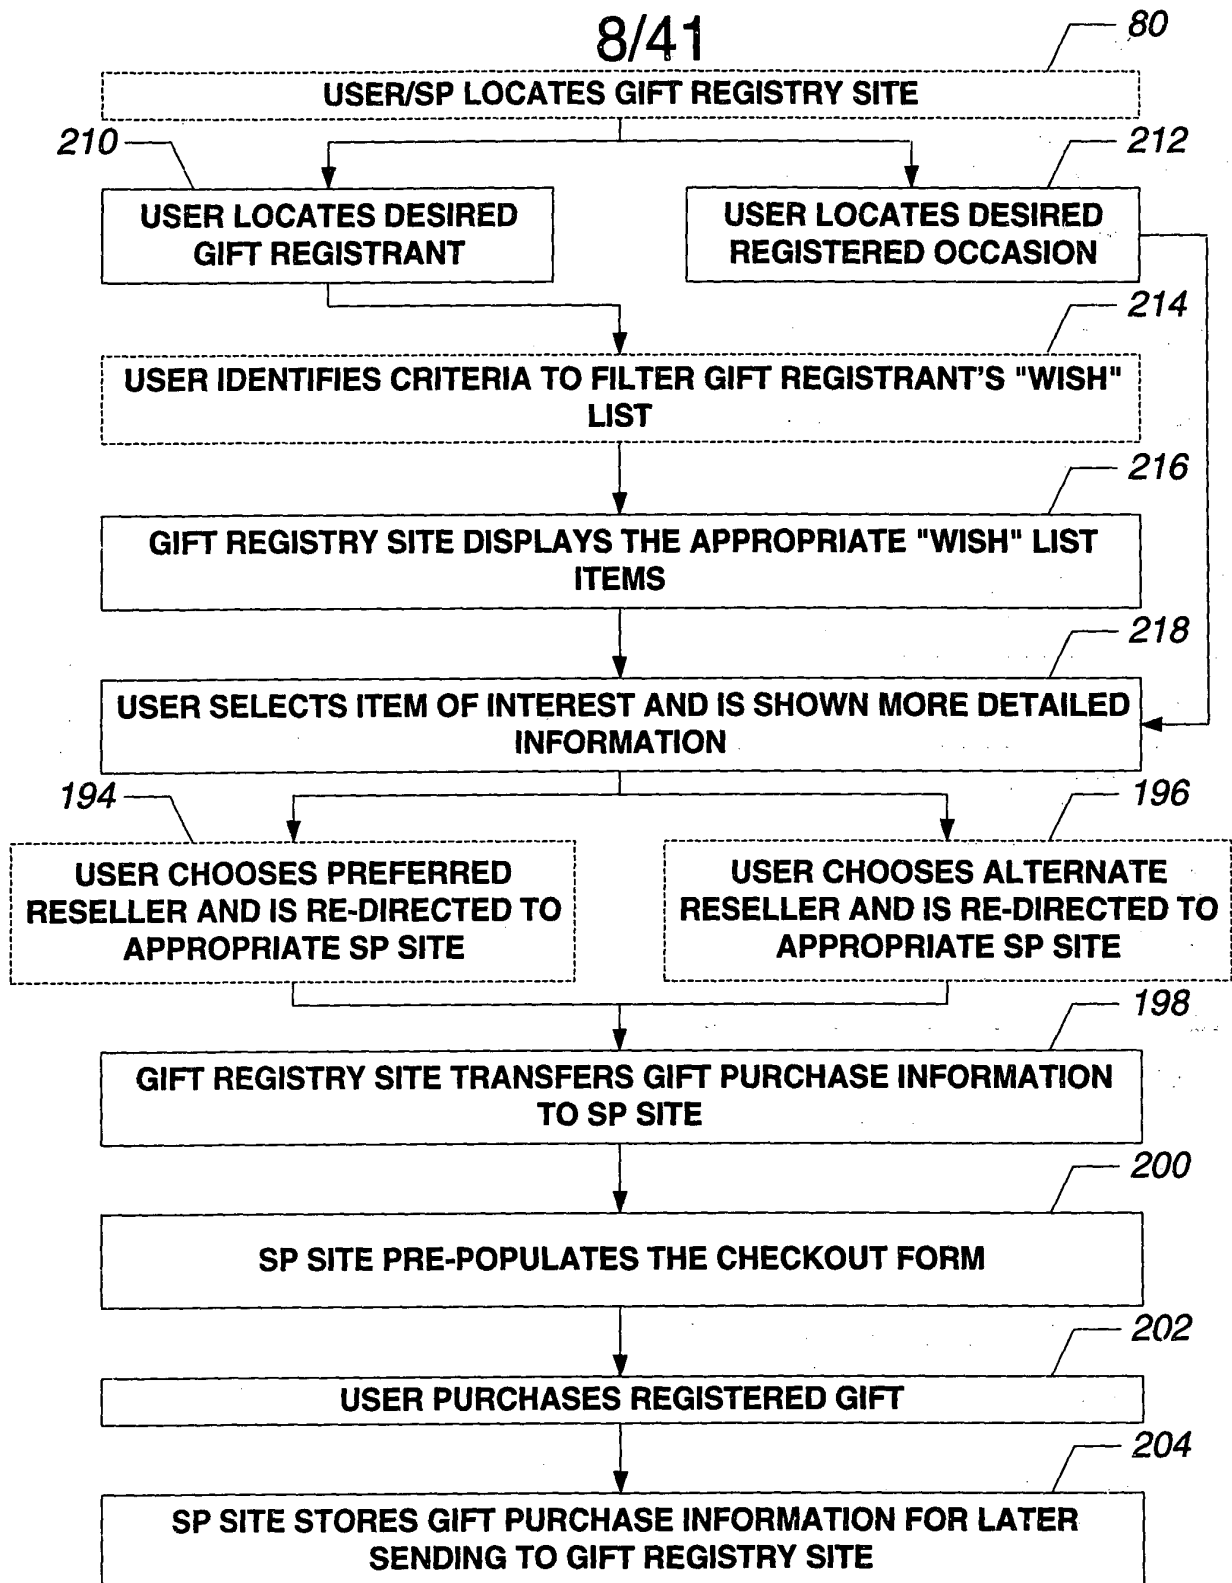 8/41
80
USER/SP LOCATES GIFT REGISTRY SITE
210
212
USER LOCATES DESIRED
GIFT REGISTRANT
USER LOCATES DESIRED
REGISTERED OCCASION
214
USER IDENTIFIES CRITERIA TO FILTER GIFT REGISTRANT'S "WISH"
LIST
216
GIFT REGISTRY SITE DISPLAYS THE APPROPRIATE "WISH" LIST
ITEMS
218
USER SELECTS ITEM OF INTEREST AND IS SHOWN MORE DETAILED
INFORMATION
194
196
USER CHOOSES PREFERRED
RESELLER AND IS RE-DIRECTED TO
APPROPRIATE SP SITE
USER CHOOSES ALTERNATE
RESELLER AND IS RE-DIRECTED TO
APPROPRIATE SP SITE
198
GIFT REGISTRY SITE TRANSFERS GIFT PURCHASE INFORMATION
TO SP SITE
200
SP SITE PRE-POPULATES THE CHECKOUT FORM
202
USER PURCHASES REGISTERED GIFT
204
SP SITE STORES GIFT PURCHASE INFORMATION FOR LATER
SENDING TO GIFT REGISTRY SITE